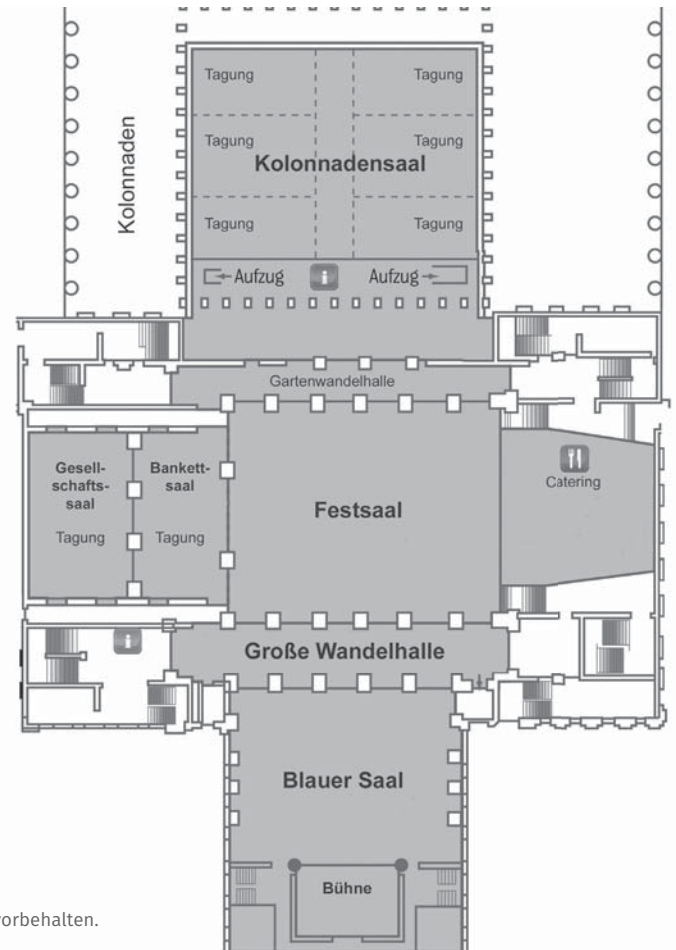 Tagung Tagung
Kolonnaden
Tagung Tagung
Kolonnadensaal
Tagung Tagung
Aufzug i Aufzug
Gartenwandelhalle
Gesell-
schafts-
saal
Tagung
Bankett-
saal
Tagung
Festsaal
Catering
i
Große Wandelhalle
Blauer Saal
Bühne
vorbehalten.